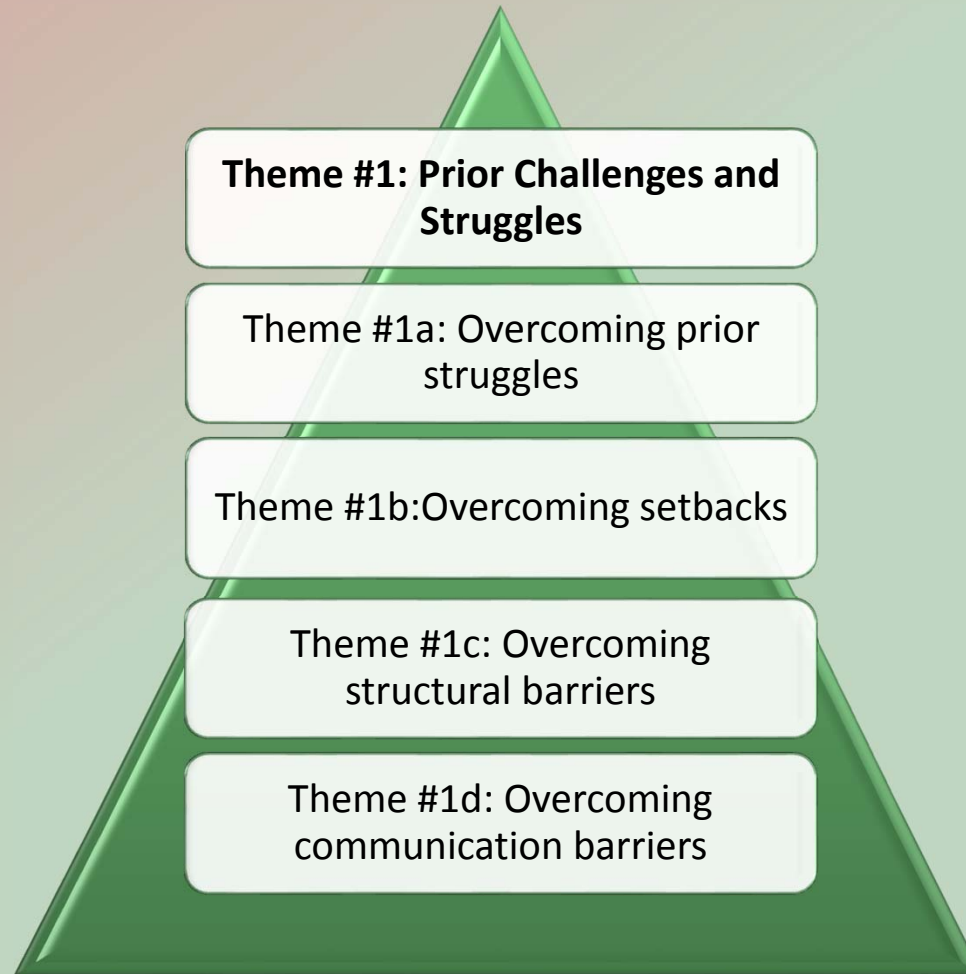 Theme #1: Prior Challenges and
Struggles
Theme #1a: Overcoming prior
struggles
Theme #1b:Overcoming setbacks
Theme #1c: Overcoming
structural barriers
Theme #1d: Overcoming
communication barriers